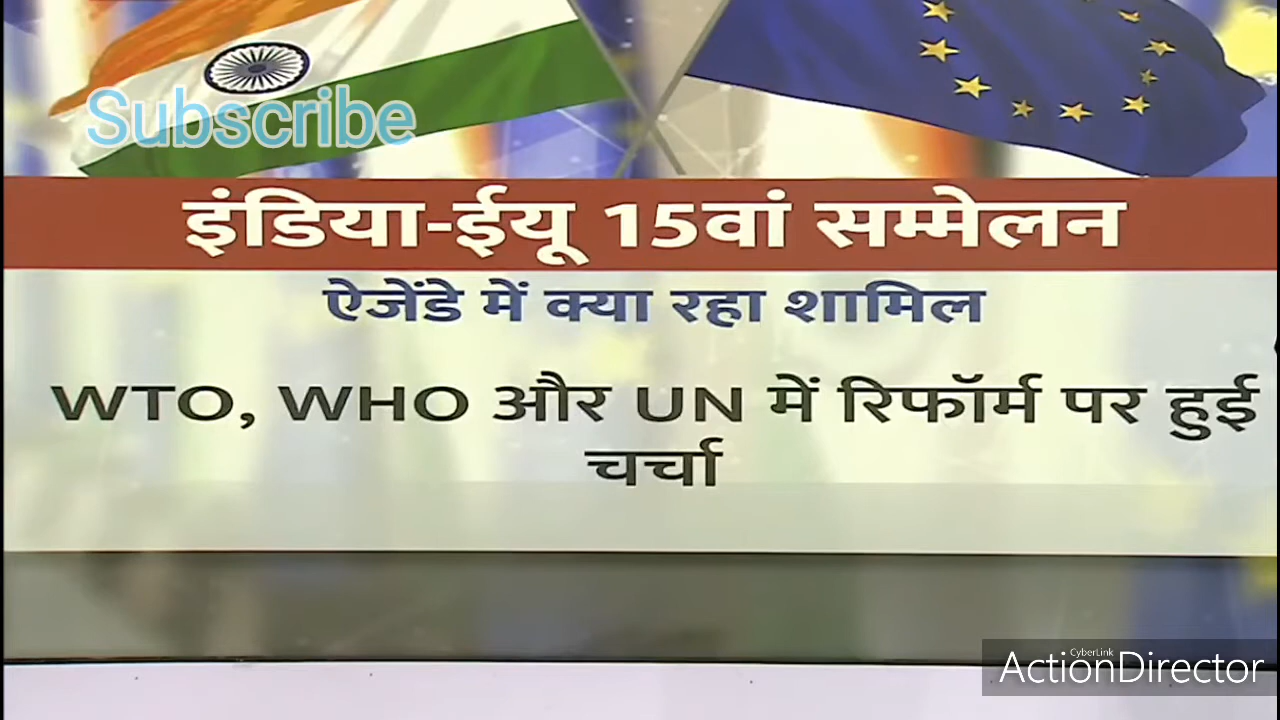 Subscribe
इंडिया-ईयू 15वां सम्मेलन
ऐजेंडे में क्या रहा शामिल
WTO, WHO और UN में रिफॉर्म पर हुई
चर्चा
CyberLink
ActionDirector